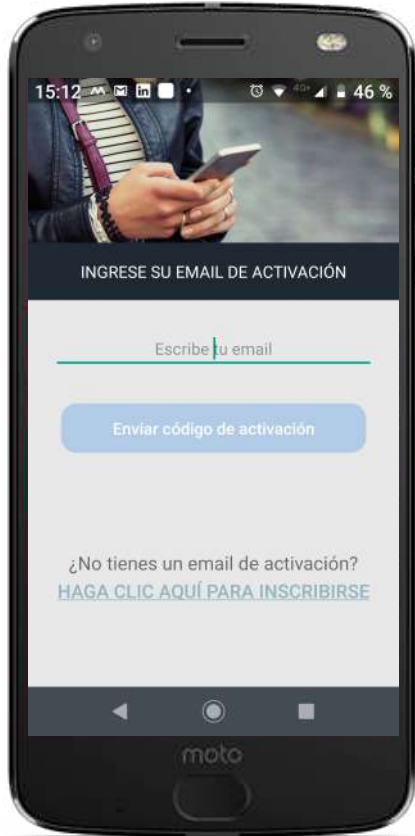 15:12 46 %
INGRESE SU EMAIL DE ACTIVACIÓN
Escribe tu email
Enviar código de activación
¿No tienes un email de activación?
HAGA CLIC AQUÍ PARA INSCRIBIRSE
moto